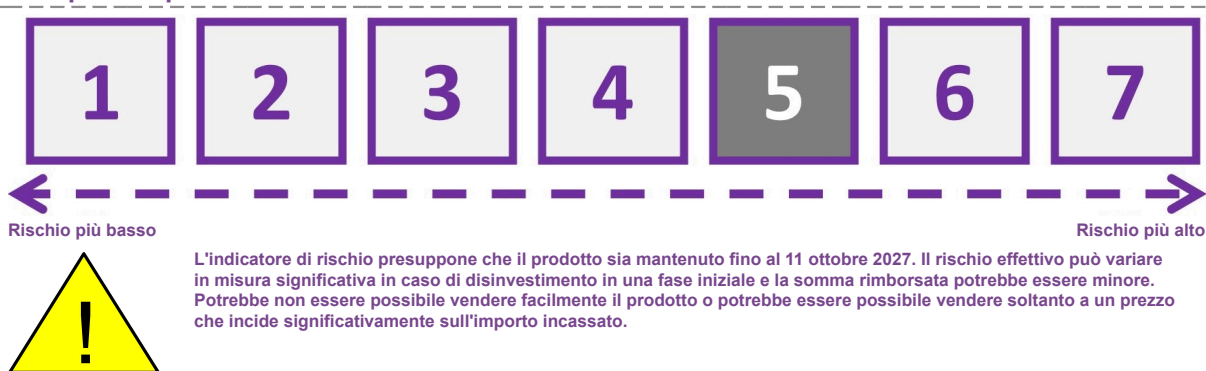 1 2 3 4 5 6 7
Rischio più basso Rischio più alto
L'indicatore di rischio presuppone che il prodotto sia mantenuto fino al 11 ottobre 2027. Il rischio effettivo può variare
in misura significativa in caso di disinvestimento in una fase iniziale e la somma rimborsata potrebbe essere minore.
Potrebbe non essere possibile vendere facilmente il prodotto o potrebbe essere possibile vendere soltanto a un prezzo
che incide significativamente sull'importo incassato.
!